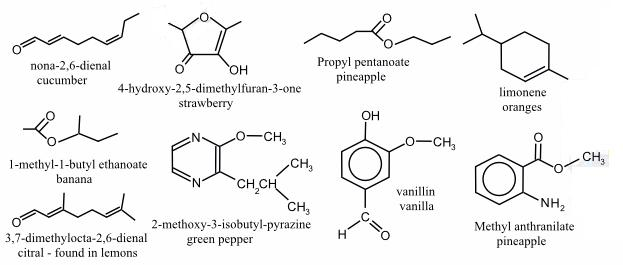 O
nona-2,6-dienal
cucumber
O
O
OH
4-hydroxy-2,5-dimethylfuran-3-one
strawberry
O
O
Propyl pentanoate
pineapple
limonene
oranges
O
O
1-methyl-1-butyl ethanoate
banana
N
N
O
CH3
CH2
CH
CH3
CH3
2-methoxy-3-isobutyl-pyrazine
green pepper
OH
O
CH3
C
H
O
vanillin
vanilla
O
O
CH3
NH2
Methyl anthranilate
pineapple
O
3,7-dimethylocta-2,6-dienal
citral - found in lemons